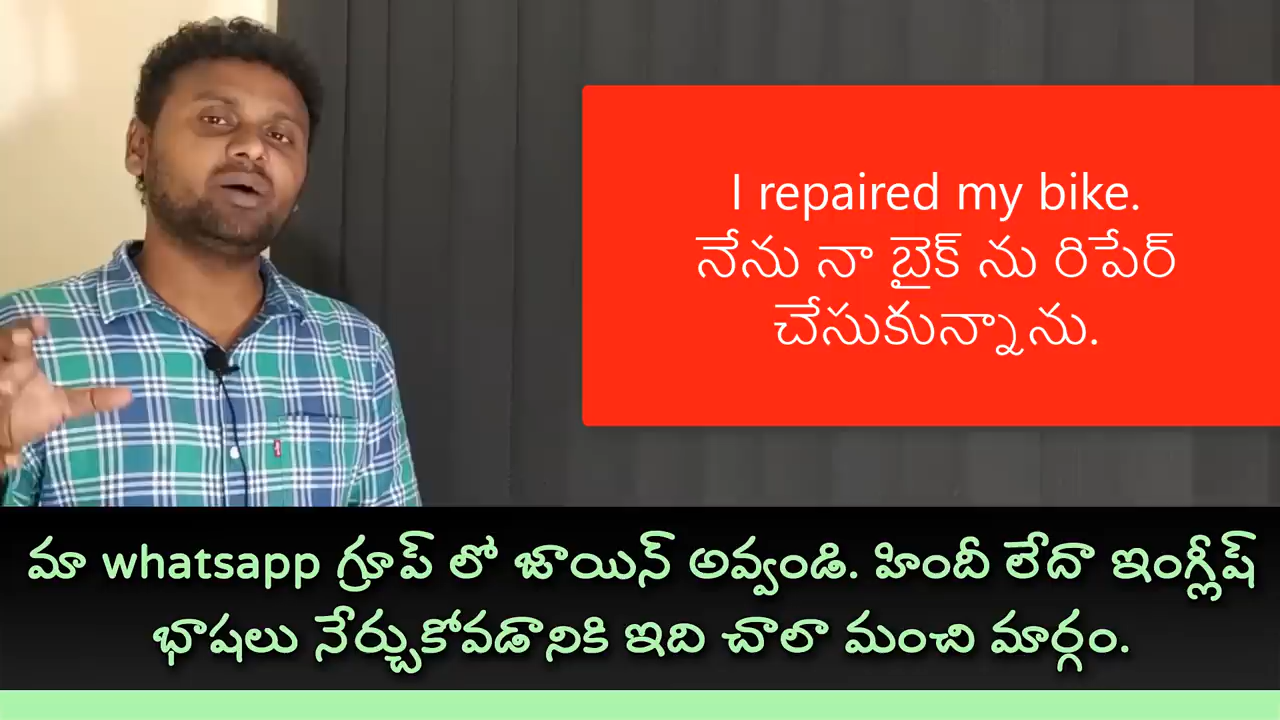 I repaired my bike.
నేను నా బైక్ ను రిపేర్
చేసుకున్నాను.
మా whatsapp గ్రూప్ లో జాయిన్ అవ్వండి. హిందీ లేదా ఇంగ్లీష్
భాషలు నేర్చుకోవడానికి ఇది చాలా మంచి మార్గం.